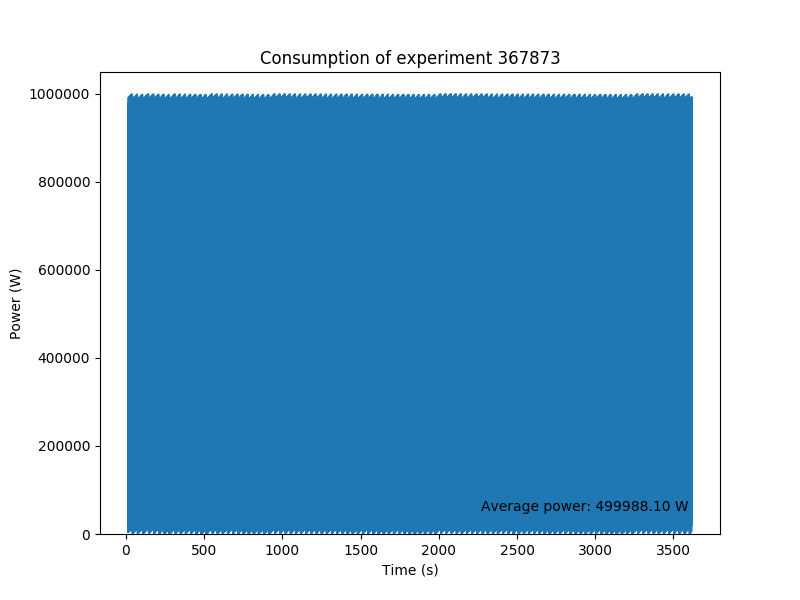 Consumption of experiment 367873
Power (W)
1000000
800000
600000
400000
200000
0
Average power: 499988.10 W
0 500 1000 1500 2000 2500 3000 3500
Time (s)